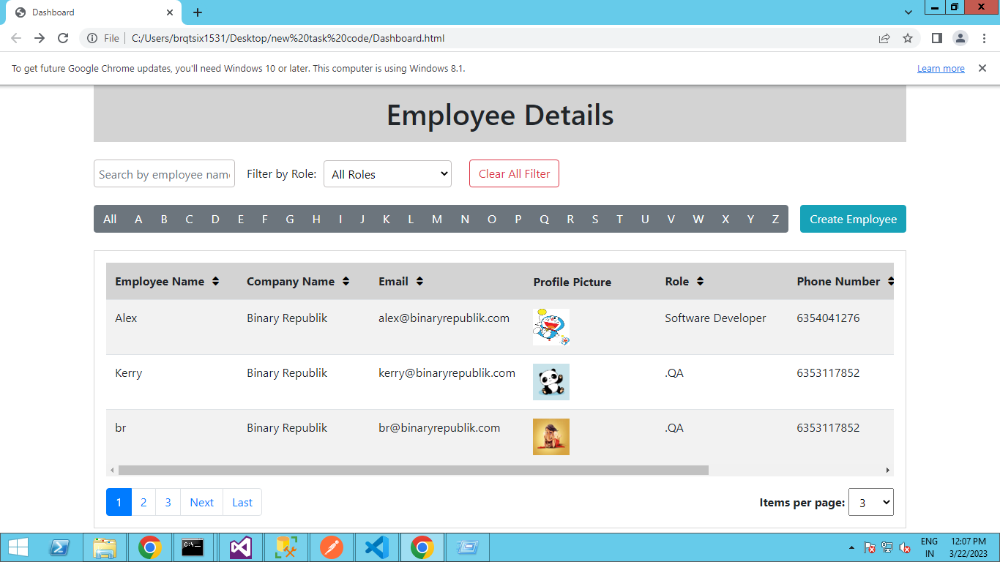 Dashboard
File
C:/Users/brqtsix1531/Desktop/new%20task%20code/Dashboard.html
To get future Google Chrome updates, you'll need Windows 10 or later. This computer is using Windows 8.1.
Learn more
Employee Details
Search by employee name Filter by Role: All Roles Clear All Filter
All A B C D E F G H I J K L M N O P Q R S T U V W X Y Z Create Employee
Employee Name Company Name Email Profile Picture Role Phone Number
Alex Binary Republik alex@binaryrepublik.com Software Developer 6354041276
Kerry Binary Republik kerry@binaryrepublik.com .QA 6353117852
br Binary Republik br@binaryrepublik.com .QA 6353117852
1 2 3 Next Last Items per page: 3
ENG 12:07 PM
IN 3/22/2023